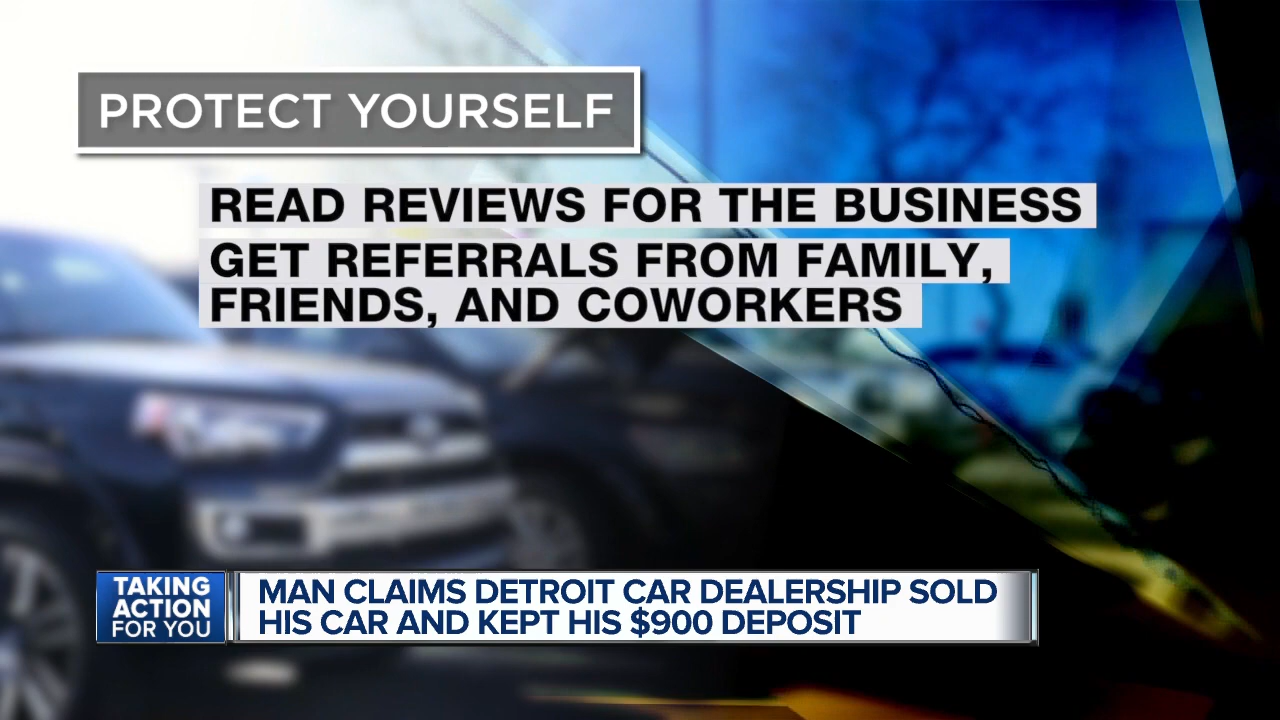 PROTECT YOURSELF
READ REVIEWS FOR THE BUSINESS
GET REFERRALS FROM FAMILY,
FRIENDS, AND COWORKERS
TAKING
ACTION
FOR YOU
MAN CLAIMS DETROIT CAR DEALERSHIP SOLD
HIS CAR AND KEPT HIS $900 DEPOSIT